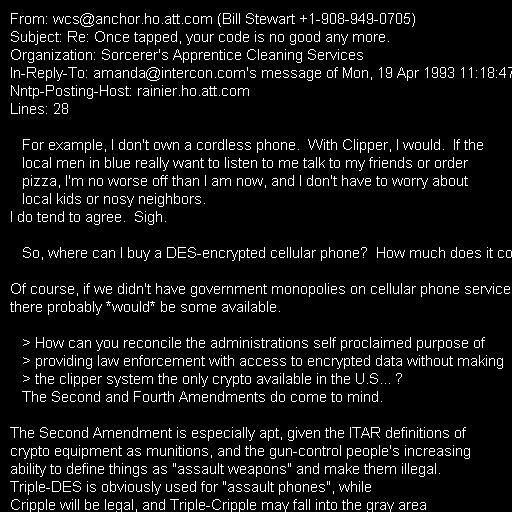 From: wcs@anchor.ho.att.com (Bill Stewart +1-908-949-0705)
Subject: Re: Once tapped, your code is no good any more.
Organization: Sorcerer's Apprentice Cleaning Services
In-Reply-To: amanda@intercon.com's message of Mon, 19 Apr 1993 11:18:47
Nntp-Posting-Host: rainier.ho.att.com
Lines: 28

For example, I don't own a cordless phone.  With Clipper, I would.  If the
local men in blue really want to listen to me talk to my friends or order
pizza, I'm no worse off than I am now, and I don't have to worry about
local kids or nosy neighbors.
I do tend to agree.  Sigh.

So, where can I buy a DES-encrypted cellular phone?  How much does it co

Of course, if we didn't have government monopolies on cellular phone service
there probably *would* be some available.

> How can you reconcile the administrations self proclaimed purpose of
> providing law enforcement with access to encrypted data without making
> the clipper system the only crypto available in the U.S... ?
The Second and Fourth Amendments do come to mind.

The Second Amendment is especially apt, given the ITAR definitions of
crypto equipment as munitions, and the gun-control people's increasing
ability to define things as "assault weapons" and make them illegal.
Triple-DES is obviously used for "assault phones", while
Cripple will be legal, and Triple-Cripple may fall into the gray area